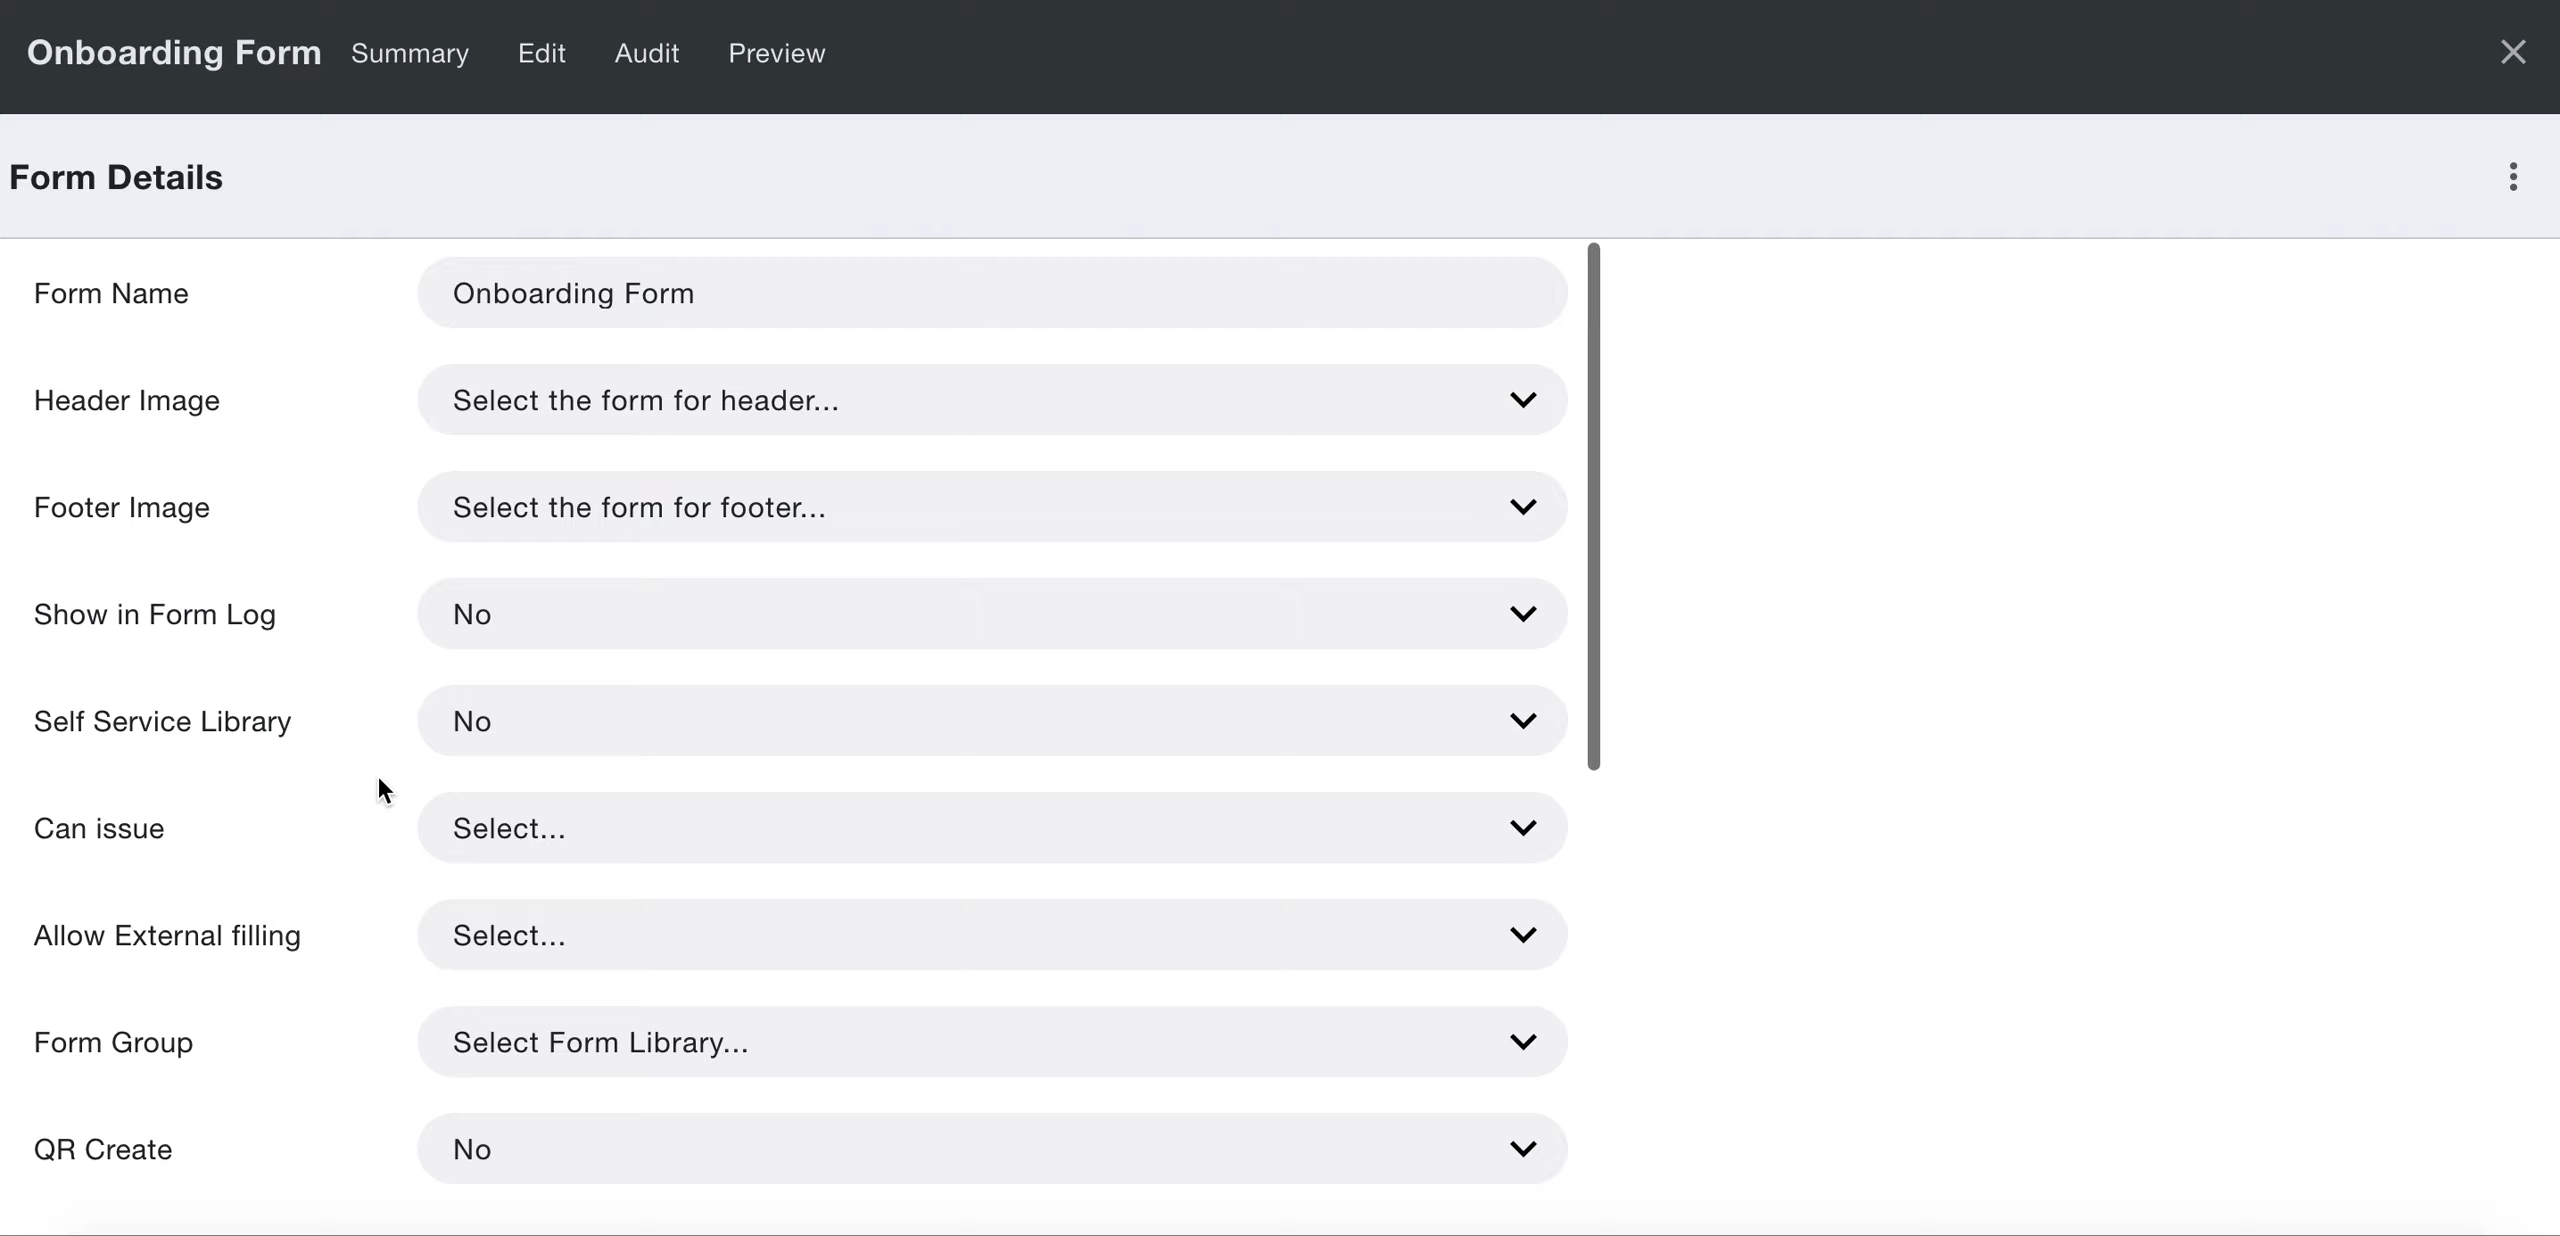 Onboarding Form Summary Edit Audit Preview
Form Details
Form Name Onboarding Form
Header Image Select the form for header...
Footer Image Select the form for footer...
Show in Form Log No
Self Service Library No
Can issue Select...
Allow External filling Select...
Form Group Select Form Library...
QR Create No